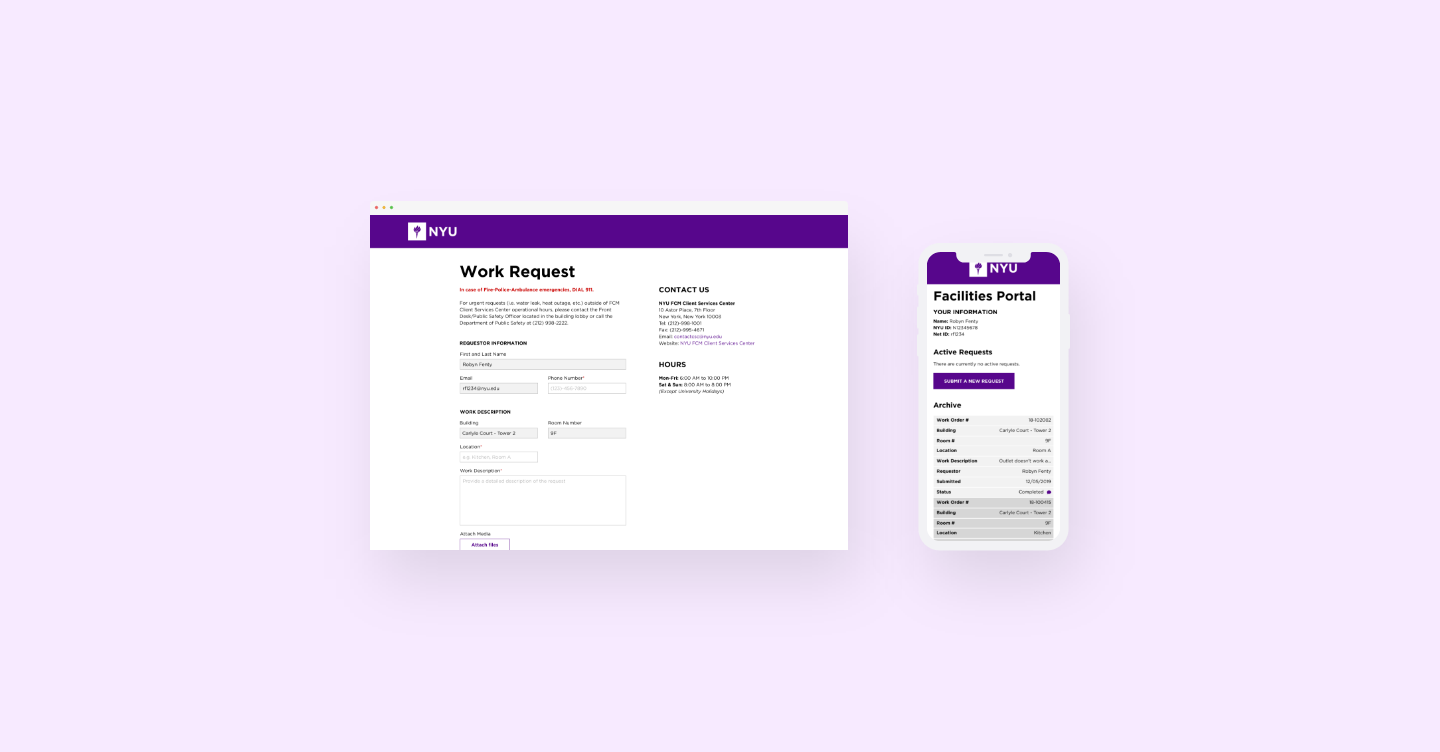 NYU
Work Request
In case of Fire-Police-Ambulance emergencies, DIAL 911.
For urgent requests (i.e. water leak, heat outage, etc.) outside of FCM
Client Services Center operational hours, please contact the Front
Desk/Public Safety Officer located in the building lobby or call the
Department of Public Safety at (212) 998-2222.
REQUESTOR INFORMATION
First and Last Name
Robyn Fenty
Email
Phone Number*
rf1234@nyu.edu
WORK DESCRIPTION
Building
Room Number
Carlyle Court - Tower 2
9F
Location*
e.g. Kitchen, Room A
Work Description*
Provide a detailed description of the request
Attach Media
Attach files
CONTACT US
NYU FCM Client Services Center
10 Astor Place, 7th Floor
New York, New York 10003
Tel: (212)-998-1001
Fax: (212)-995-4671
Email: contactcsc@nyu.edu
Website: NYU FCM Client Services Center
HOURS
Mon-Fri: 6:00 AM to 10:00 PM
Sat & Sun: 8:00 AM to 8:00 PM
(Except University Holidays)
NYU
Facilities Portal
YOUR INFORMATION
Name: Robyn Fenty
NYU ID: N12345678
Net ID: rf1234
Active Requests
There are currently no active requests.
SUBMIT A NEW REQUEST
Archive
Work Order # 18-102082
Building Carlyle Court - Tower 2
Room # 9F
Location Room A
Work Description Outlet doesn't work a...
Requestor Robyn Fenty
Submitted 12/05/2019
Status Completed
Work Order #
Building Carlyle Court - Tower 2
Room # 9F
Location Kitchen